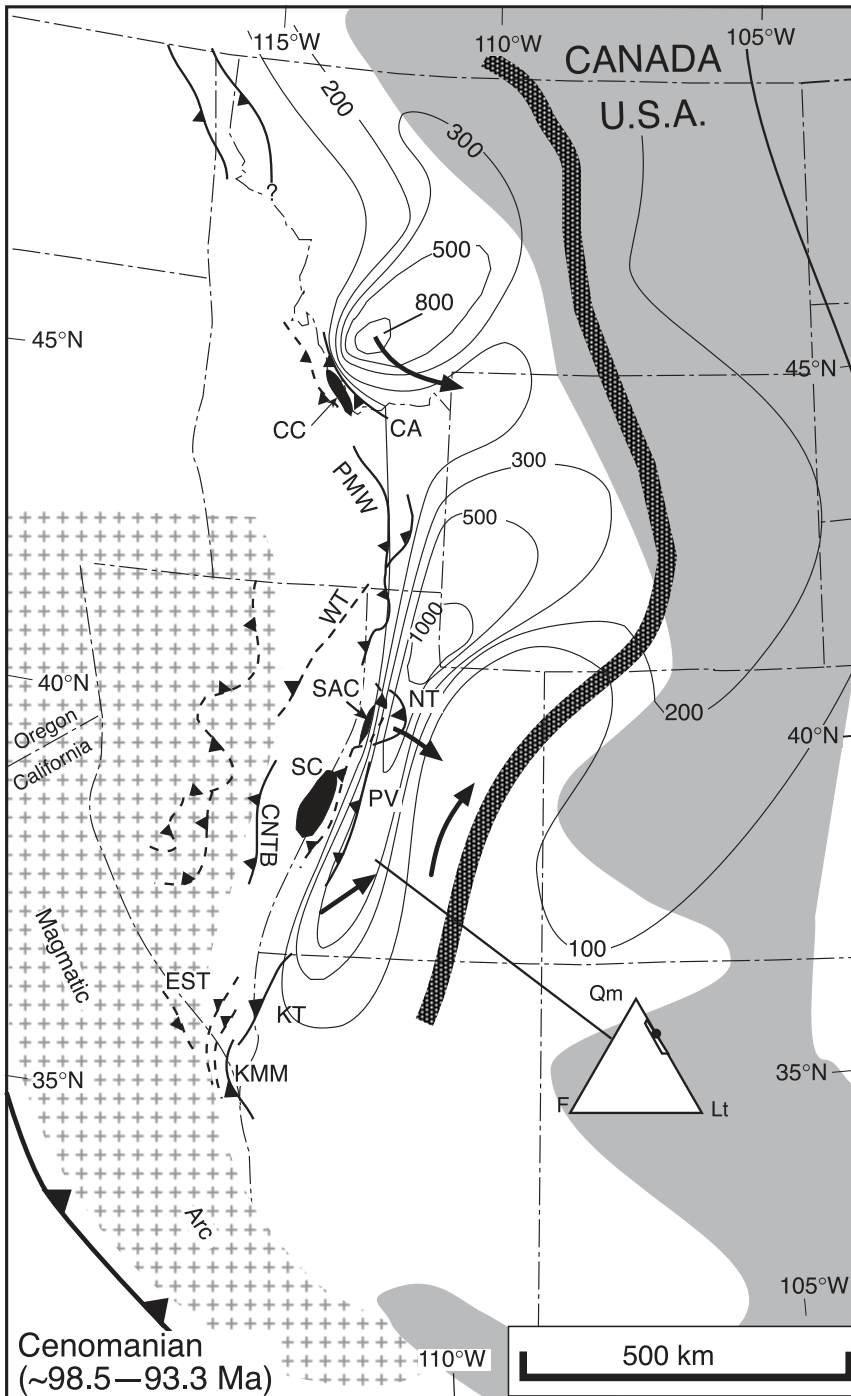 115°W
110°W
105°W
CANADA
U.S.A.
200
300
?
500
800
45°N
45°N
CC
CA
PMW
300
500
WT
1000
40°N
SAC
NT
200
40°N
Oregon
California
SC
PV
CNTB
Magmatic
100
EST
Qm
KT
35°N
KMM
35°N
F
Lt
Arc
105°W
Cenomanian
(~98.5—93.3 Ma)
110°W
500 km